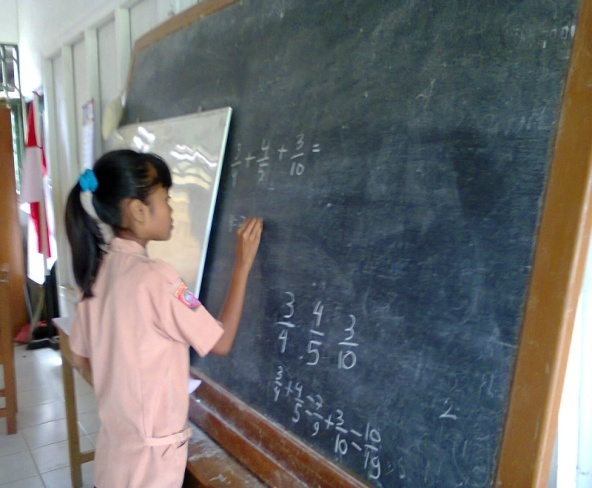 3/4 + 4/5 + 3/10 =
3/4 4/5 3/10
3/4 + 4/5 = 7/9 + 3/10 = 10/19
2